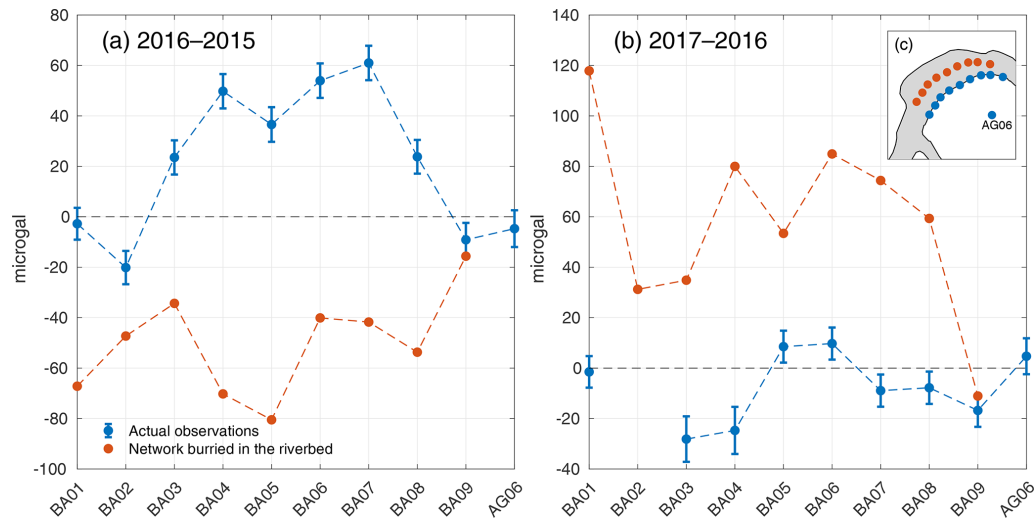 (a) 2016–2015
microgal
80
60
40
20
0
-20
-40
-60
-80
-100
Actual observations
Network burried in the riverbed
BA01 BA02 BA03 BA04 BA05 BA06 BA07 BA08 BA09 AG06
(b) 2017–2016
microgal
140
120
100
80
60
40
20
0
-20
-40
BA01 BA02 BA03 BA04 BA05 BA06 BA07 BA08 BA09 AG06
(c)
AG06